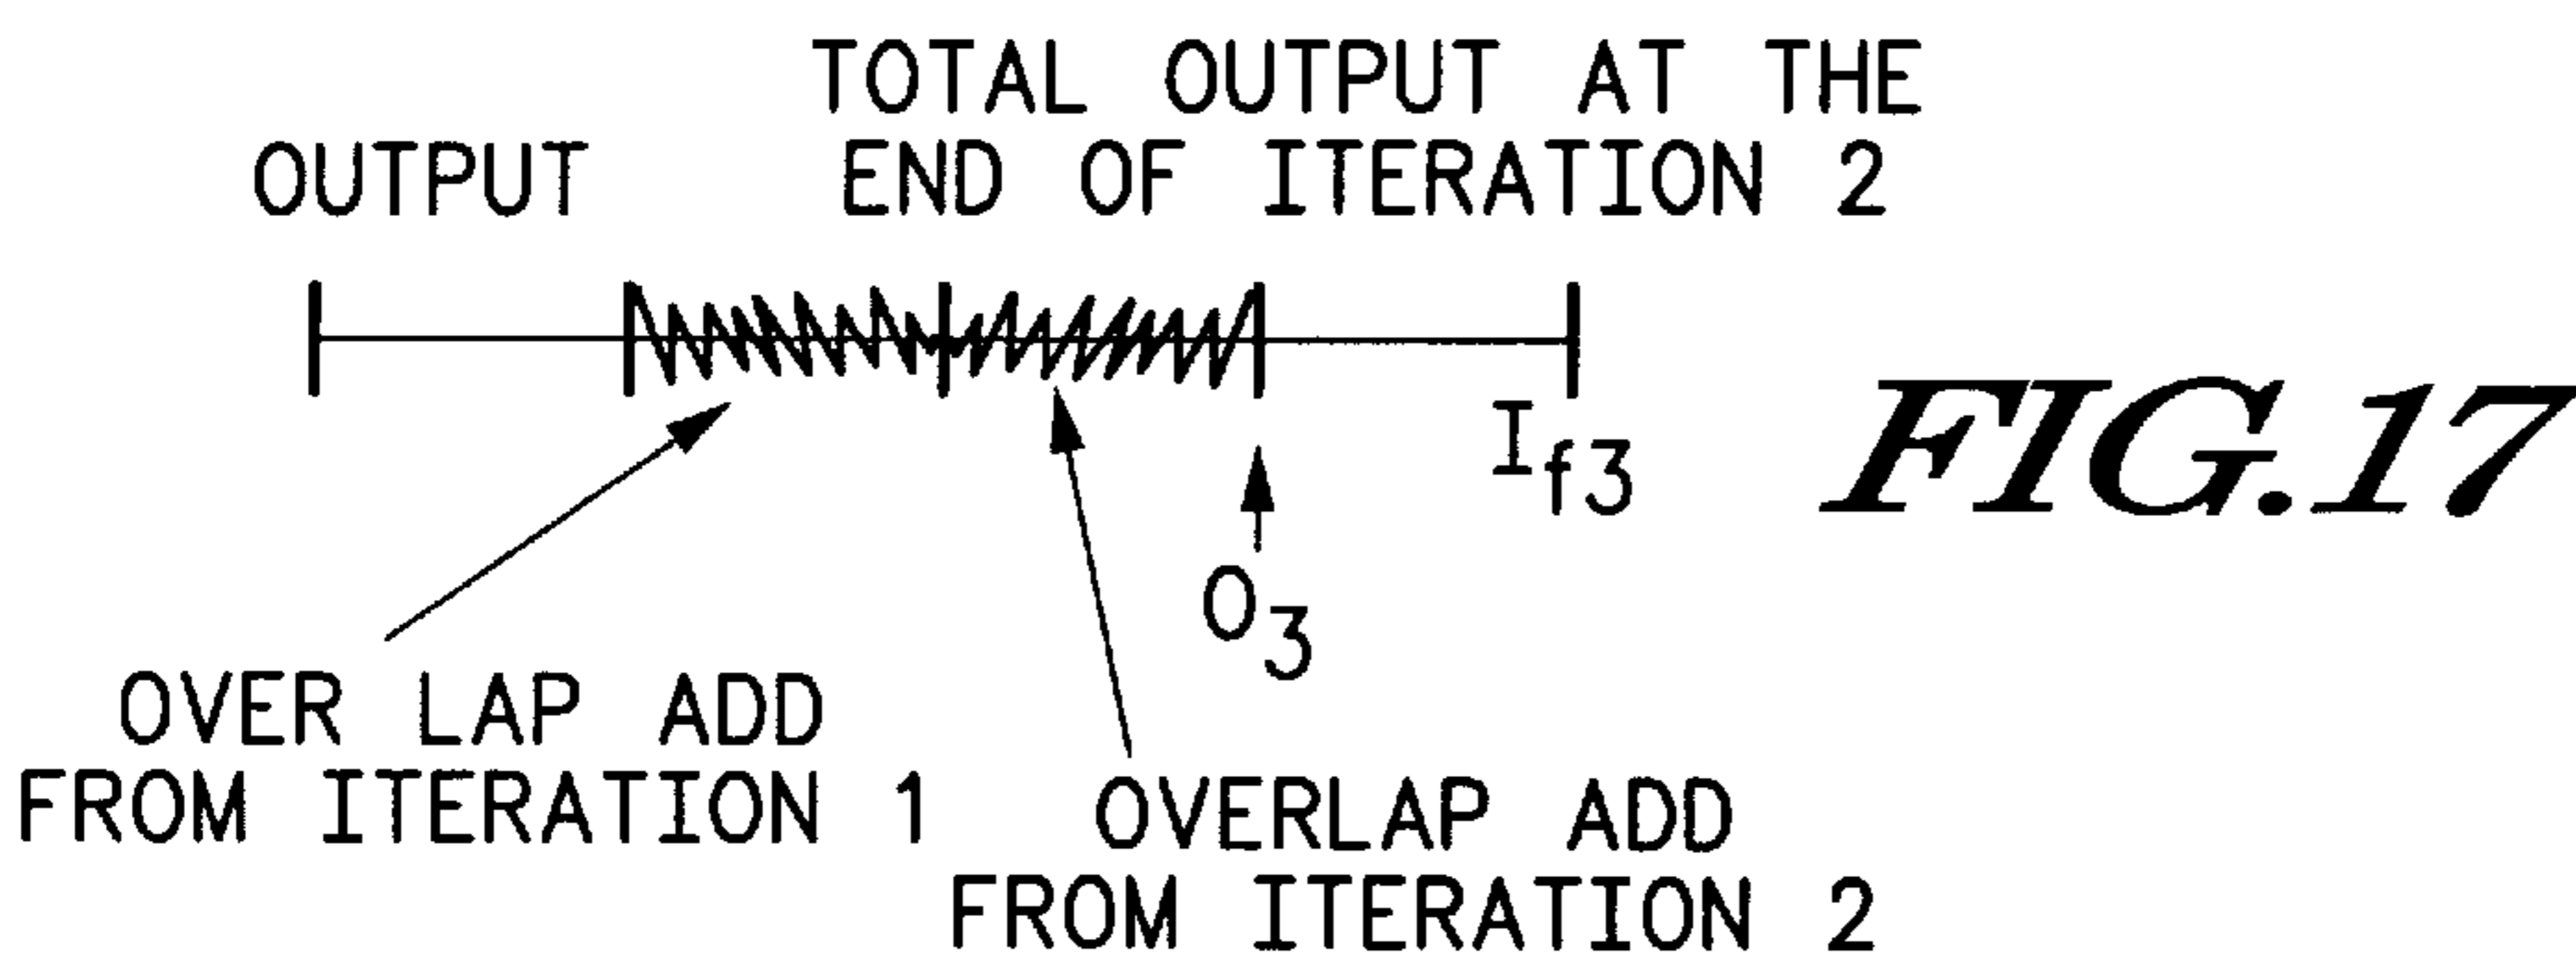 TOTAL OUTPUT AT THE
OUTPUT END OF ITERATION 2
I_f3
FIG.17
O_3
OVER LAP ADD
FROM ITERATION 1
OVERLAP ADD
FROM ITERATION 2